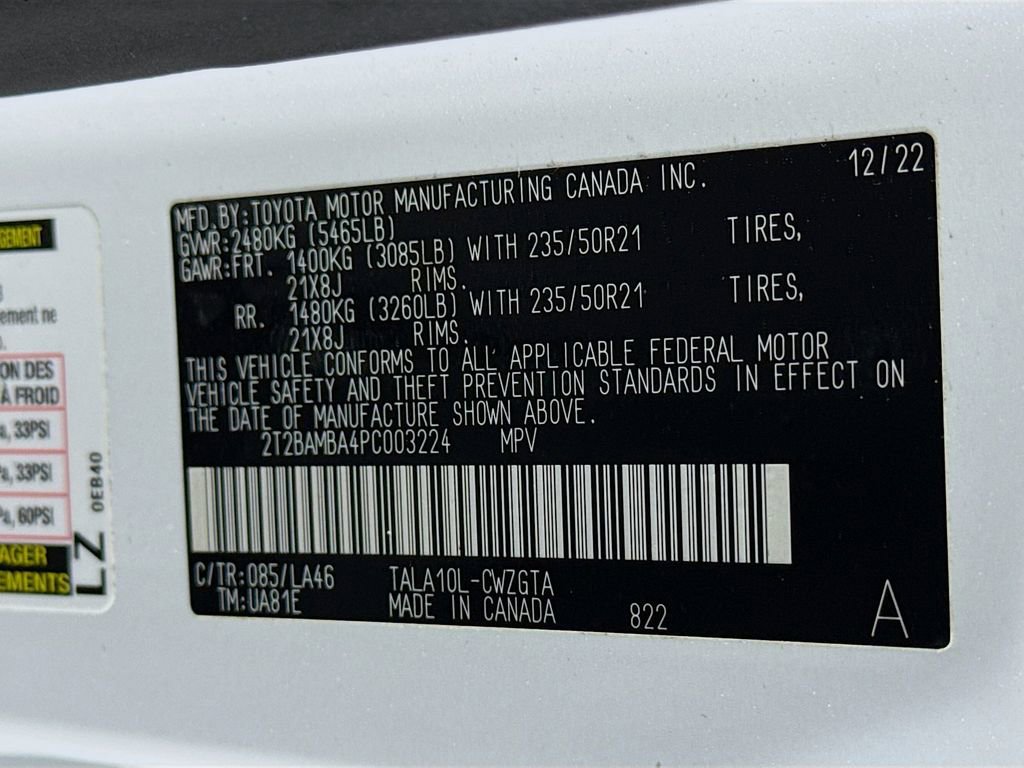 GEMENT
ement ne
ON DES
À FROID
a, 33PSI
a, 33PSI
Pa, 60PSI
AGER
EMENTS
LZ 0EB40
12/22
MFD. BY:TOYOTA MOTOR MANUFACTURING CANADA INC.
GVWR:2480KG (5465LB)
GAWR:FRT. 1400KG (3085LB) WITH 235/50R21 TIRES,
21X8J RIMS.
RR. 1480KG (3260LB) WITH 235/50R21 TIRES,
21X8J RIMS.
THIS VEHICLE CONFORMS TO ALL APPLICABLE FEDERAL MOTOR
VEHICLE SAFETY AND THEFT PREVENTION STANDARDS IN EFFECT ON
THE DATE OF MANUFACTURE SHOWN ABOVE.
2T2BAMBA4PC003224 MPV
C/TR:085/LA46 TALA10L-CWZGTA
TM:UA81E MADE IN CANADA 822
A